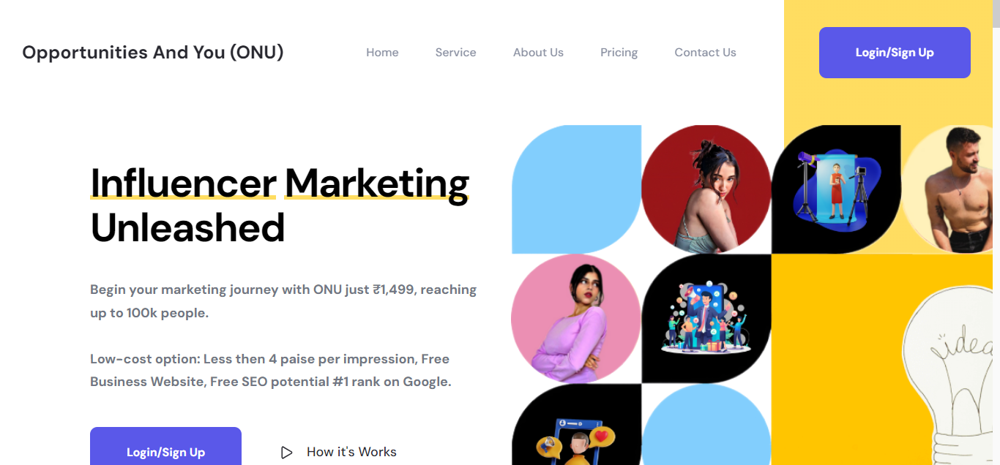 Opportunities And You (ONU)
Home
Service
About Us
Pricing
Contact Us
Login/Sign Up
Influencer Marketing
Unleashed
Begin your marketing journey with ONU just ₹1,499, reaching
up to 100k people.
Low-cost option: Less then 4 paise per impression, Free
Business Website, Free SEO potential #1 rank on Google.
Login/Sign Up
How it's Works
idea